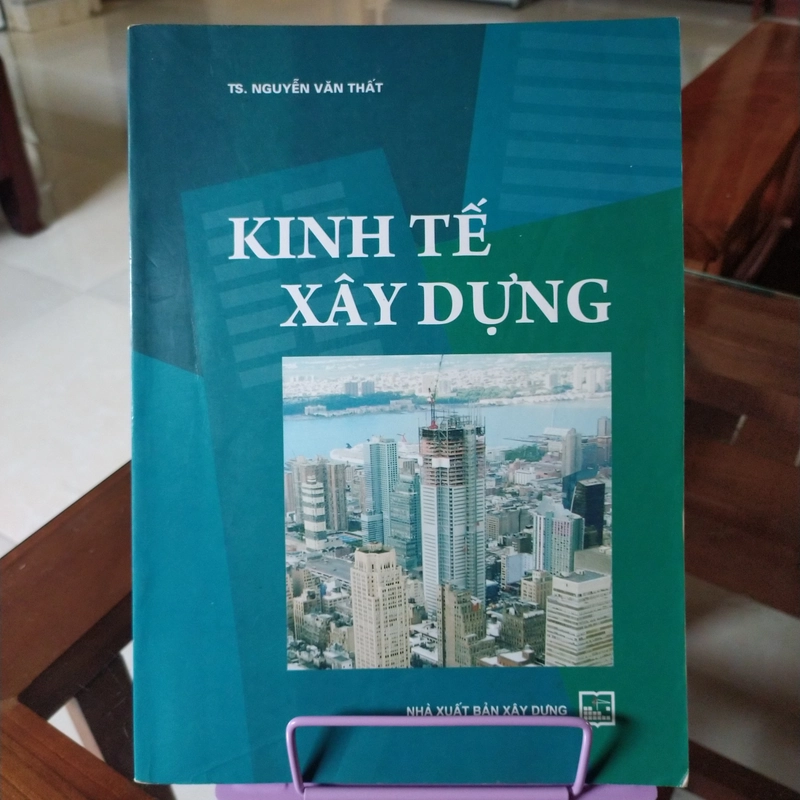 TS. NGUYỄN VĂN THẤT
KINH TẾ
XÂY DỰNG
NHÀ XUẤT BẢN XÂY DỰNG